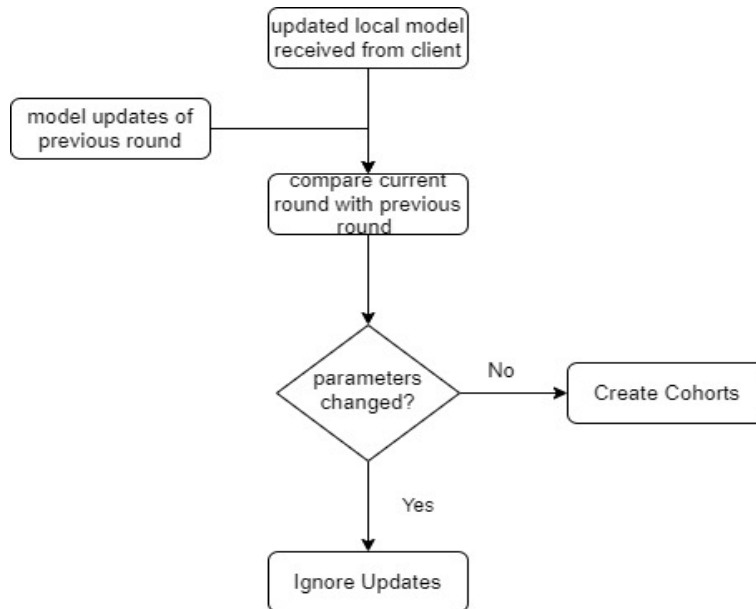 updated local model
received from client
model updates of
previous round
compare current
round with previous
round
parameters
changed?
No
Create Cohorts
Yes
Ignore Updates